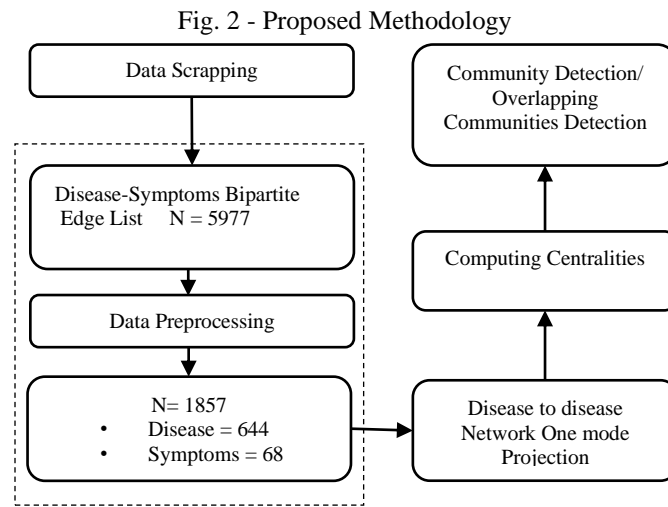 Fig. 2 - Proposed Methodology
Data Scrapping
Disease-Symptoms Bipartite
Edge List N = 5977
Data Preprocessing
N= 1857
• Disease = 644
• Symptoms = 68
Disease to disease
Network One mode
Projection
Computing Centralities
Community Detection/
Overlapping
Communities Detection